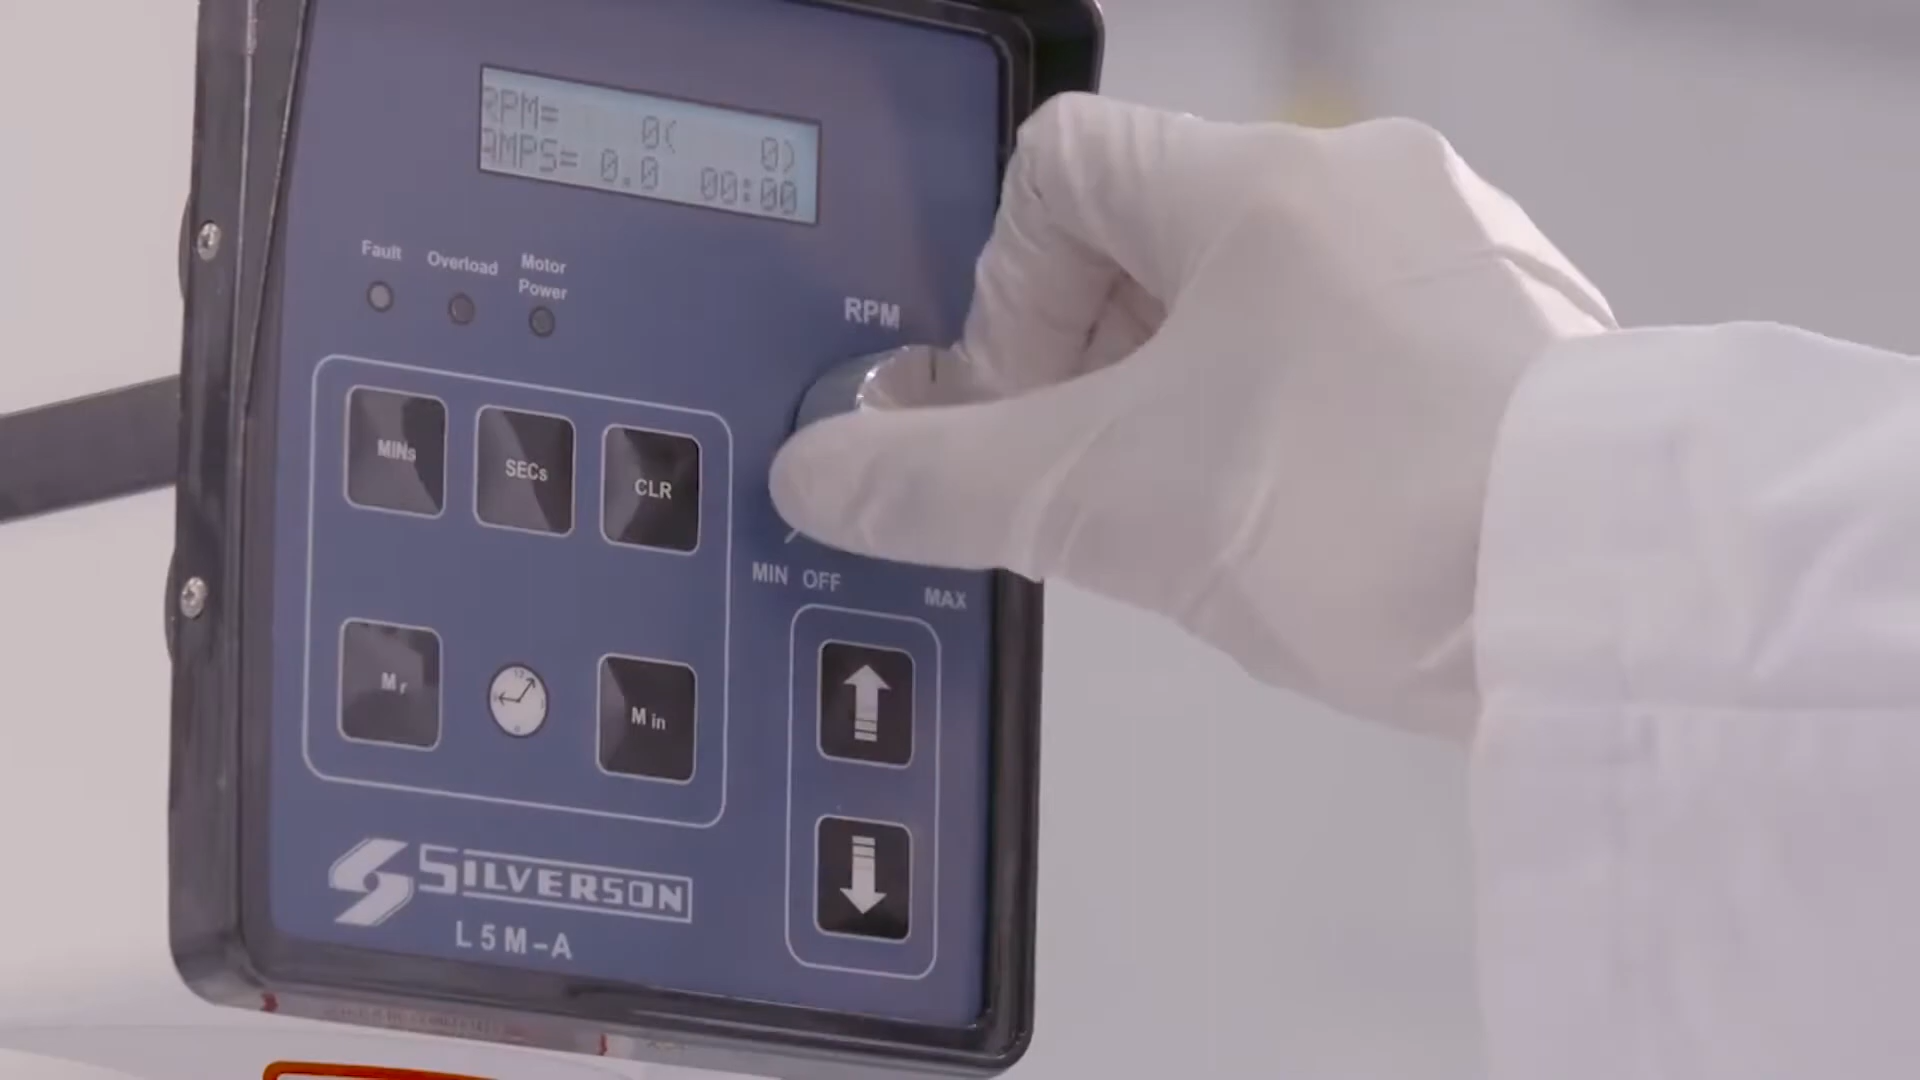 RPM= 0( 0)
AMPS= 0.0 00:00
Fault Overload Motor Power
RPM
MINs SECs CLR
MIN OFF MAX
Mr Min
SILVERSON
L5M-A